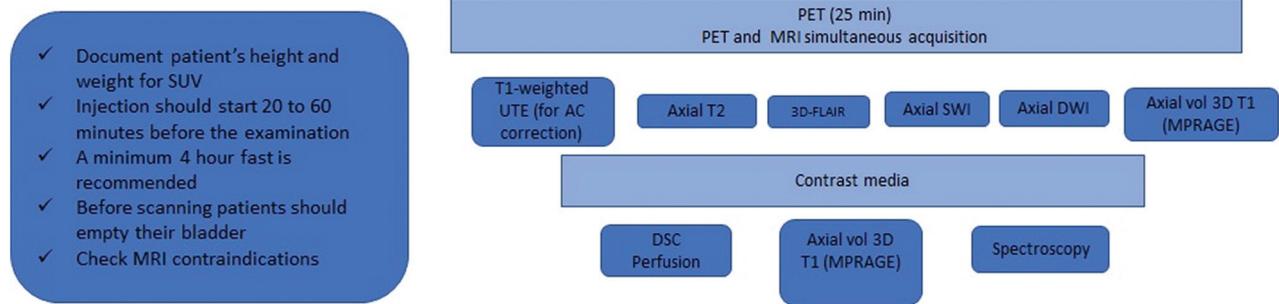 ✓ Document patient's height and
weight for SUV
✓ Injection should start 20 to 60
minutes before the examination
✓ A minimum 4 hour fast is
recommended
✓ Before scanning patients should
empty their bladder
✓ Check MRI contraindications
PET (25 min)
PET and MRI simultaneous acquisition
T1-weighted
UTE (for AC
correction)
Axial T2
3D-FLAIR
Axial SWI
Axial DWI
Axial vol 3D T1
(MPRAGE)
Contrast media
DSC
Perfusion
Axial vol 3D
T1 (MPRAGE)
Spectroscopy